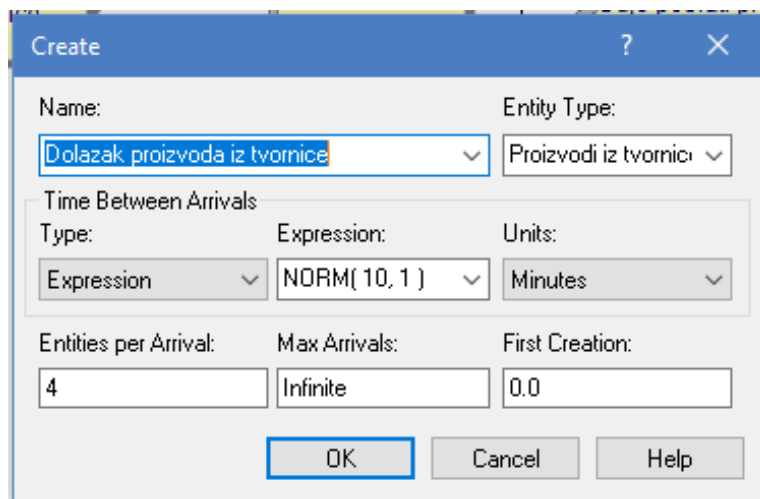 Create ?
Name: Entity Type:
Dolazak proizvoda iz tvornice Proizvodi iz tvornic
Time Between Arrivals
Type: Expression: Units:
Expression NORM( 10, 1 ) Minutes
Entities per Arrival: Max Arrivals: First Creation:
4 Infinite 0.0
OK Cancel Help